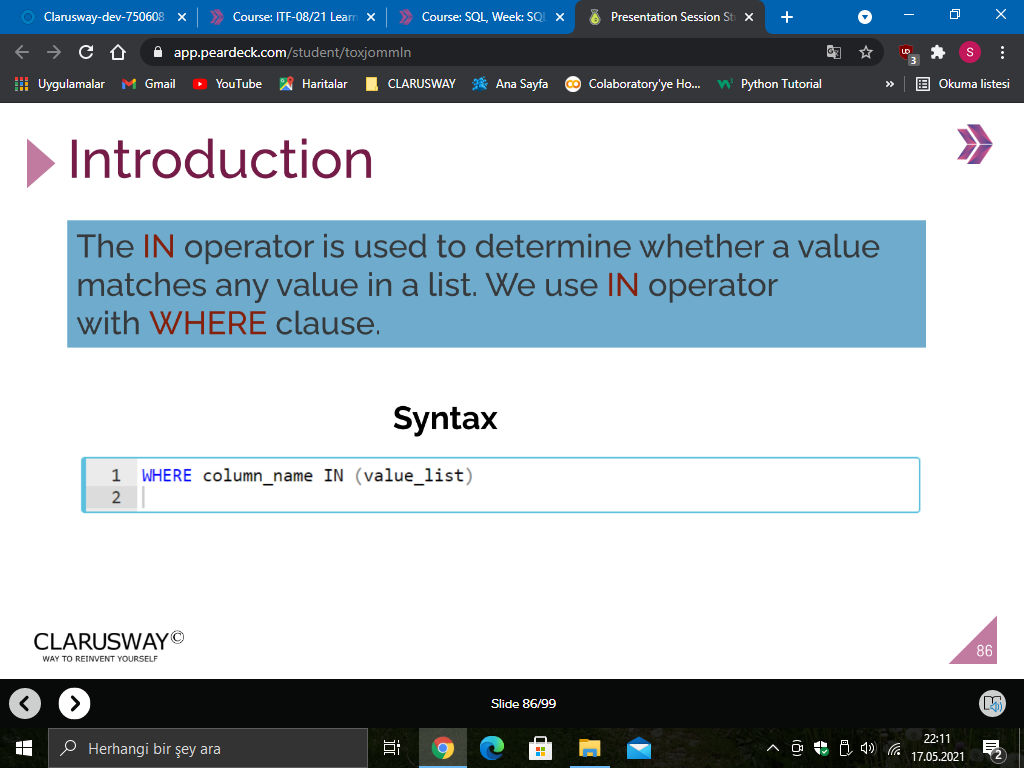 Clarusway-dev-750608
Course: ITF-08/21 Learn
Course: SQL, Week: SQL
Presentation Session St
app.peardeck.com/student/toxjommln
UD
3
S
Uygulamalar
Gmail
YouTube
Haritalar
CLARUSWAY
Ana Sayfa
Colaboratory'ye Ho...
Python Tutorial
»
Okuma listesi
Introduction
The IN operator is used to determine whether a value
matches any value in a list. We use IN operator
with WHERE clause.
Syntax
1 WHERE column_name IN (value_list)
2
CLARUSWAY©
WAY TO REINVENT YOURSELF
86
Slide 86/99
Herhangi bir şey ara
22:11
17.05.2021
2